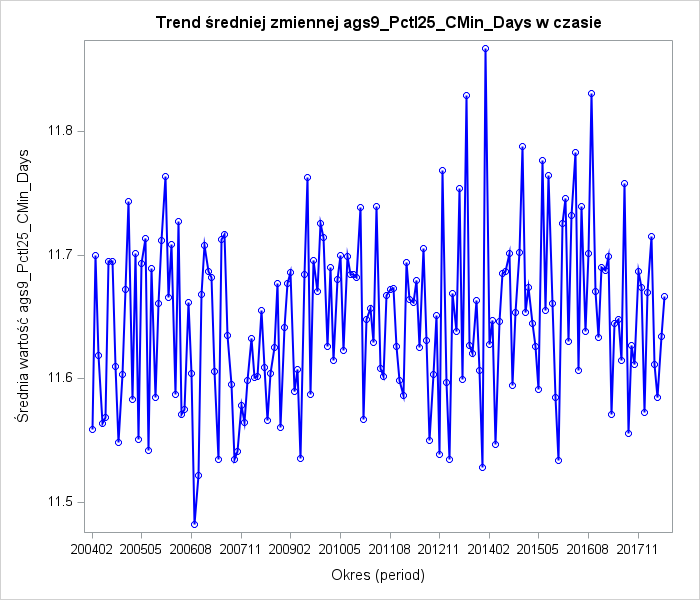 Trend średniej zmiennej ags9_Pctl25_CMin_Days w czasie
Średnia wartość ags9_Pctl25_CMin_Days
11.8
11.7
11.6
11.5
200402 200505 200608 200711 200902 201005 201108 201211 201402 201505 201608 201711
Okres (period)